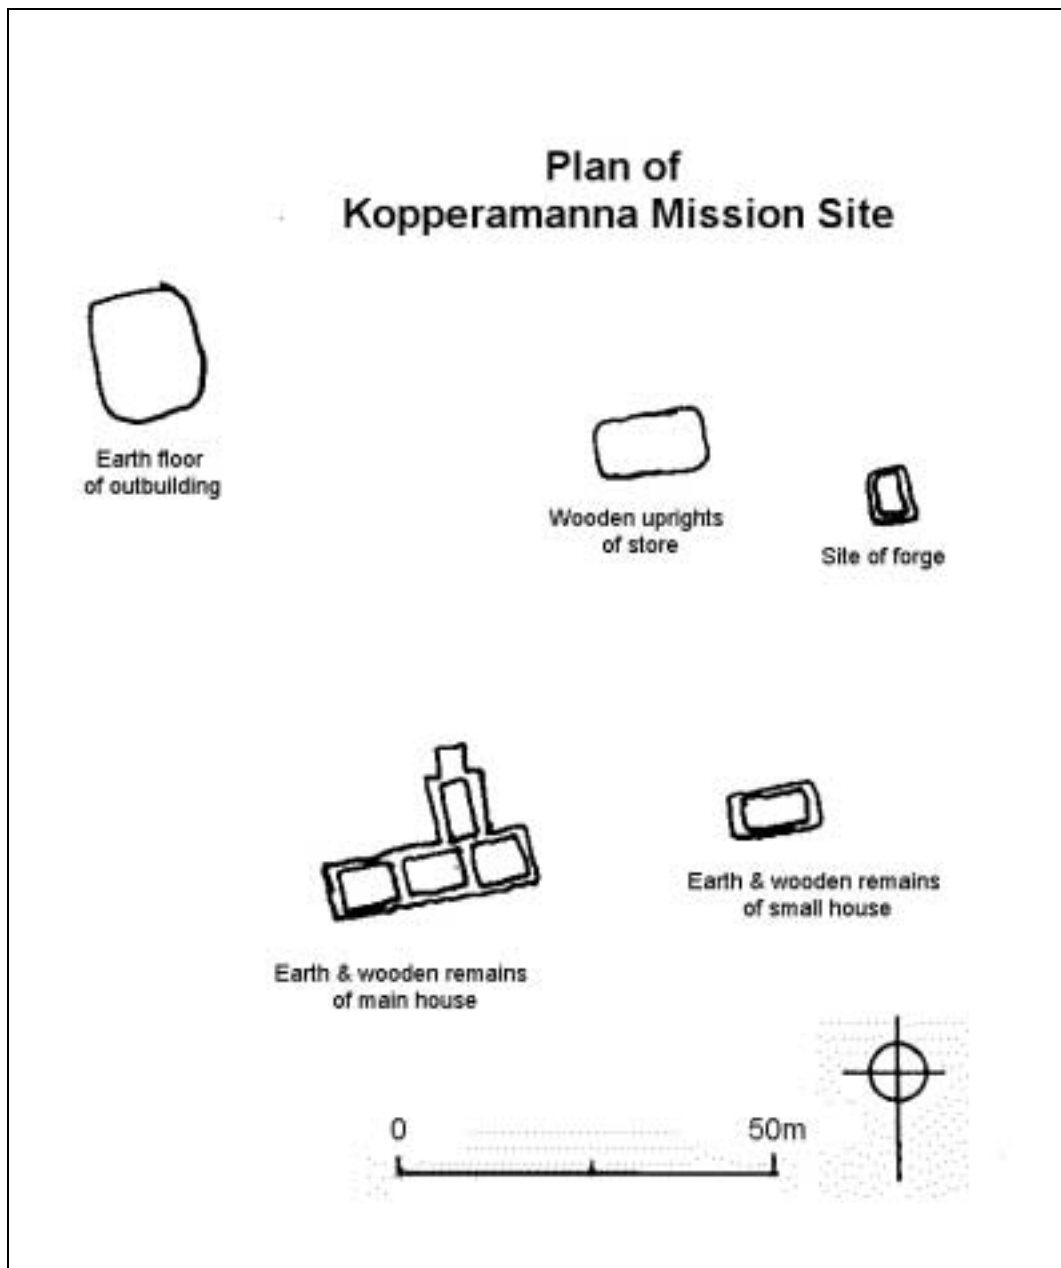 Plan of
Kopperamanna Mission Site
Earth floor
of outbuilding
Wooden uprights
of store
Site of forge
Earth & wooden remains
of small house
Earth & wooden remains
of main house
0
50m